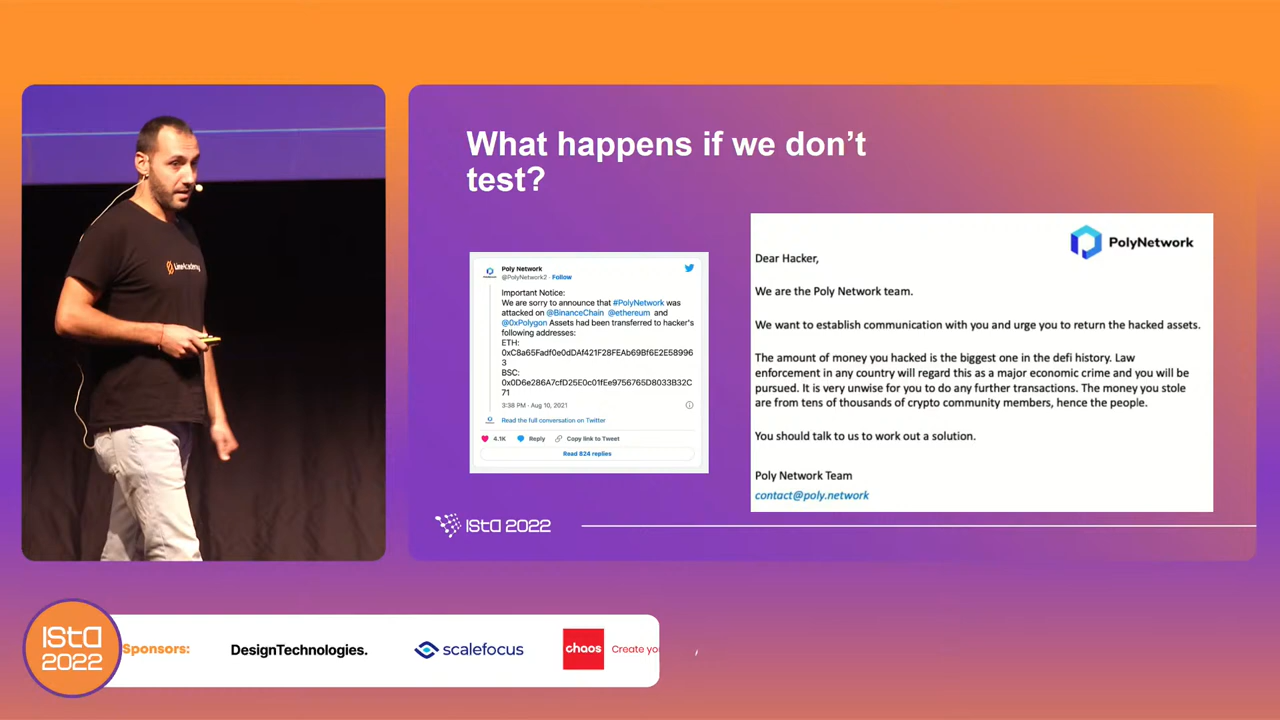 LimeAcademy
What happens if we don't
test?
Poly Network
@PolyNetwork2 · Follow
Important Notice:
We are sorry to announce that #PolyNetwork was
attacked on @BinanceChain @ethereum and
@0xPolygon Assets had been transferred to hacker's
following addresses:
ETH:
0xC8a65Fadf0e0dDAf421F28FEAb69Bf6E2E58996
3
BSC:
0x0D6e286A7cfD25E0c01fEe9756765D8033B32C
71
3:38 PM · Aug 10, 2021
Read the full conversation on Twitter
4.1K Reply Copy link to Tweet
Read 824 replies
PolyNetwork
Dear Hacker,
We are the Poly Network team.
We want to establish communication with you and urge you to return the hacked assets.
The amount of money you hacked is the biggest one in the defi history. Law
enforcement in any country will regard this as a major economic crime and you will be
pursued. It is very unwise for you to do any further transactions. The money you stole
are from tens of thousands of crypto community members, hence the people.
You should talk to us to work out a solution.
Poly Network Team
contact@poly.network
ISTA 2022
ISTA
2022
Sponsors:
DesignTechnologies.
scalefocus
chaos
Create